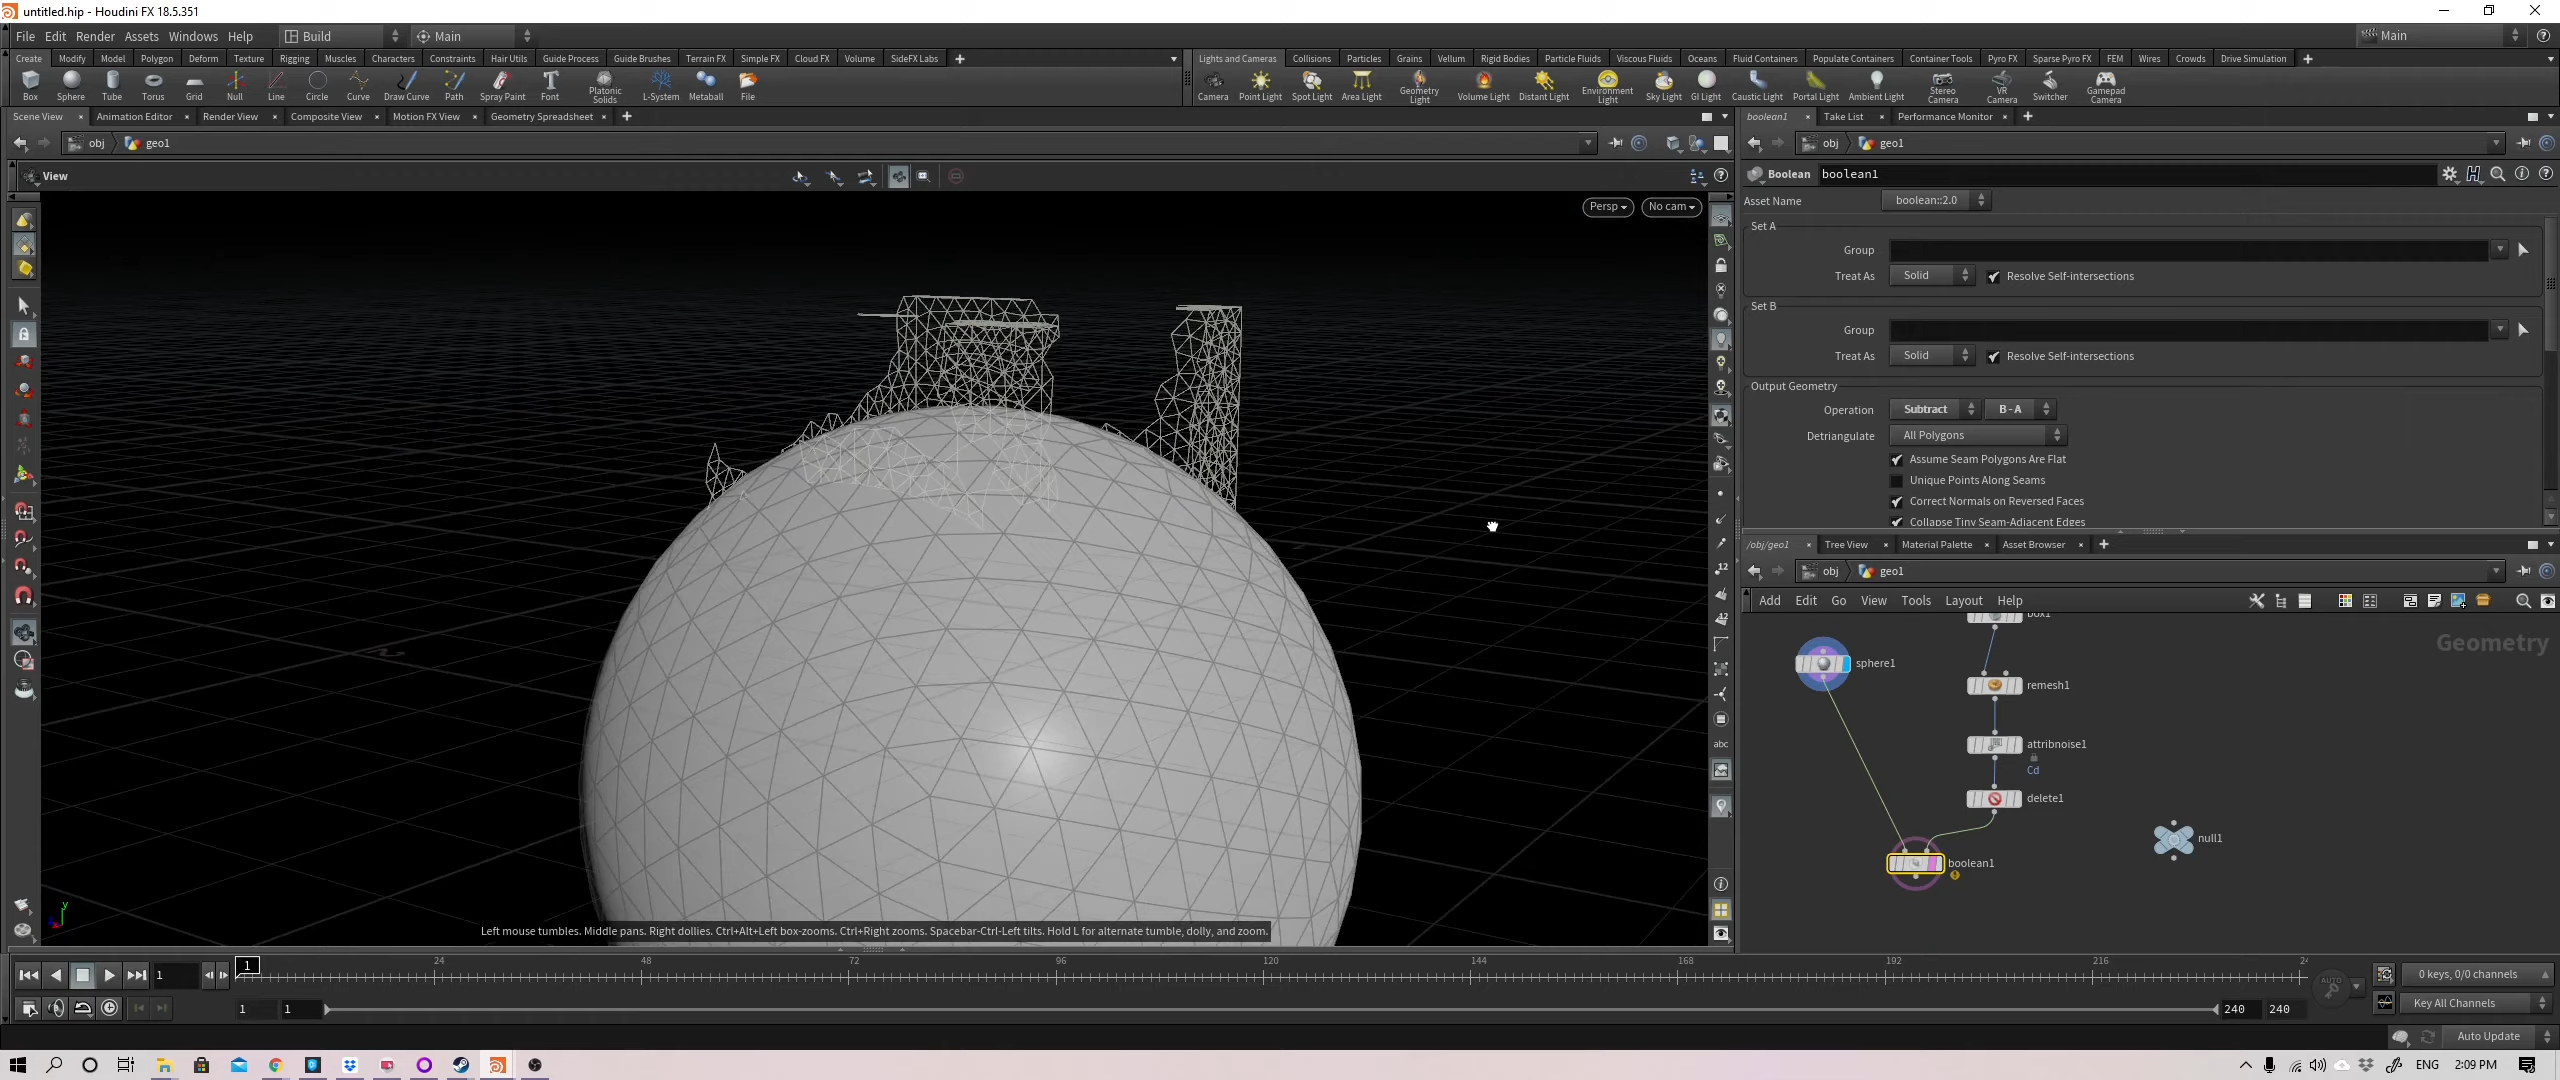 untitled.hip - Houdini FX 18.5.351
File Edit Render Assets Windows Help Build Main Main
Create Modify Model Polygon Deform Texture Rigging Muscles Characters Constraints Hair Utils Guide Process Guide Brushes Terrain FX Simple FX Cloud FX Volume SideFX Labs
Lights and Cameras Collisions Particles Grains Vellum Rigid Bodies Particle Fluids Viscous Fluids Oceans Fluid Containers Populate Containers Container Tools Pyro FX Sparse Pyro FX FEM Wires Crowds Drive Simulation
Box Sphere Tube Torus Grid Null Line Circle Curve Draw Curve Path Spray Paint Font Platonic Solids L-System Metaball File
Camera Point Light Spot Light Area Light Geometry Light Volume Light Distant Light Environment Light Sky Light GI Light Caustic Light Portal Light Ambient Light Stereo Camera VR Camera Switcher Gamepad Camera
Scene View Animation Editor Render View Composite View Motion FX View Geometry Spreadsheet
obj geo1
View
Persp No cam
12
12
abc
y
Left mouse tumbles. Middle pans. Right dollies. Ctrl+Alt+Left box-zooms. Ctrl+Right zooms. Spacebar-Ctrl-Left tilts. Hold L for alternate tumble, dolly, and zoom.
boolean1 Take List Performance Monitor
obj geo1
Boolean boolean1
Asset Name boolean::2.0
Set A
Group
Treat As Solid Resolve Self-intersections
Set B
Group
Treat As Solid Resolve Self-intersections
Output Geometry
Operation Subtract B - A
Detriangulate All Polygons
Assume Seam Polygons Are Flat
Unique Points Along Seams
Correct Normals on Reversed Faces
Collapse Tiny Seam-Adjacent Edges
/obj/geo1 Tree View Material Palette Asset Browser
obj geo1
Add Edit Go View Tools Layout Help
Geometry
box1
sphere1
remesh1
attribnoise1
Cd
delete1
null1
boolean1
1 1 24 48 72 96 120 144 168 192 216 24
AUTO
0 keys, 0/0 channels
1 1 240 240
Key All Channels
Auto Update
ENG 2:09 PM